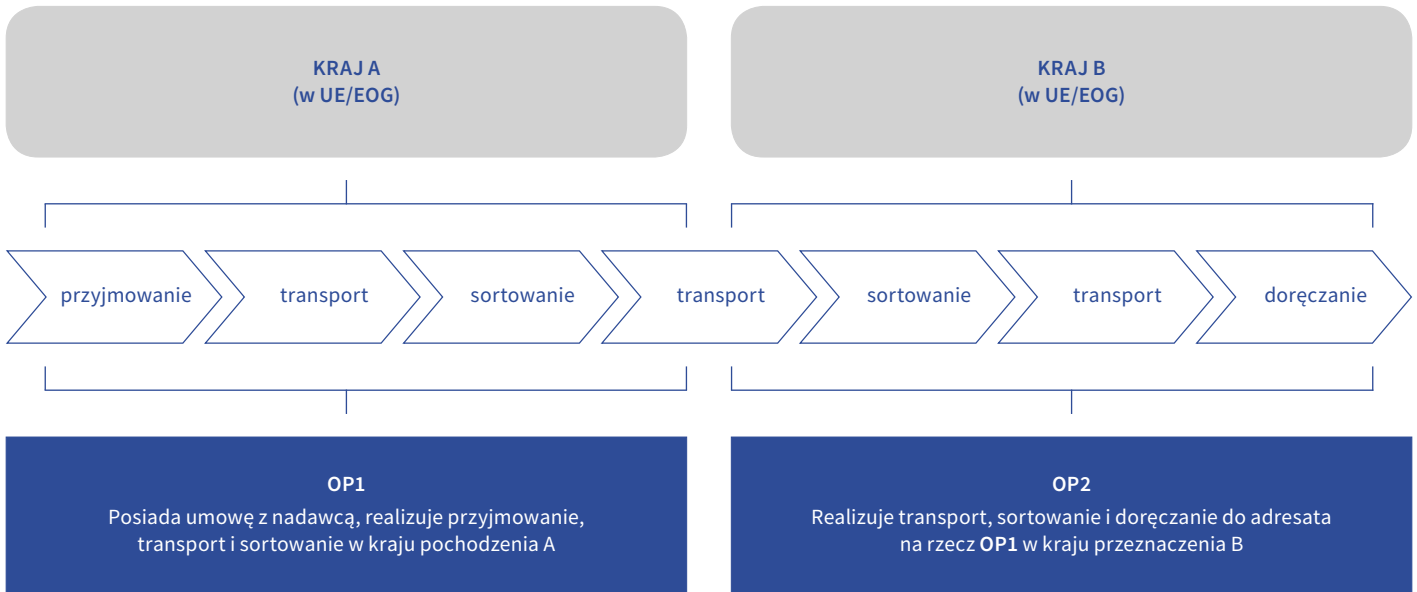 KRAJ A
(w UE/EOG)
KRAJ B
(w UE/EOG)
przyjmowanie
transport
sortowanie
transport
sortowanie
transport
doręczanie
OP1
Posiada umowę z nadawcą, realizuje przyjmowanie,
transport i sortowanie w kraju pochodzenia A
OP2
Realizuje transport, sortowanie i doręczanie do adresata
na rzecz OP1 w kraju przeznaczenia B